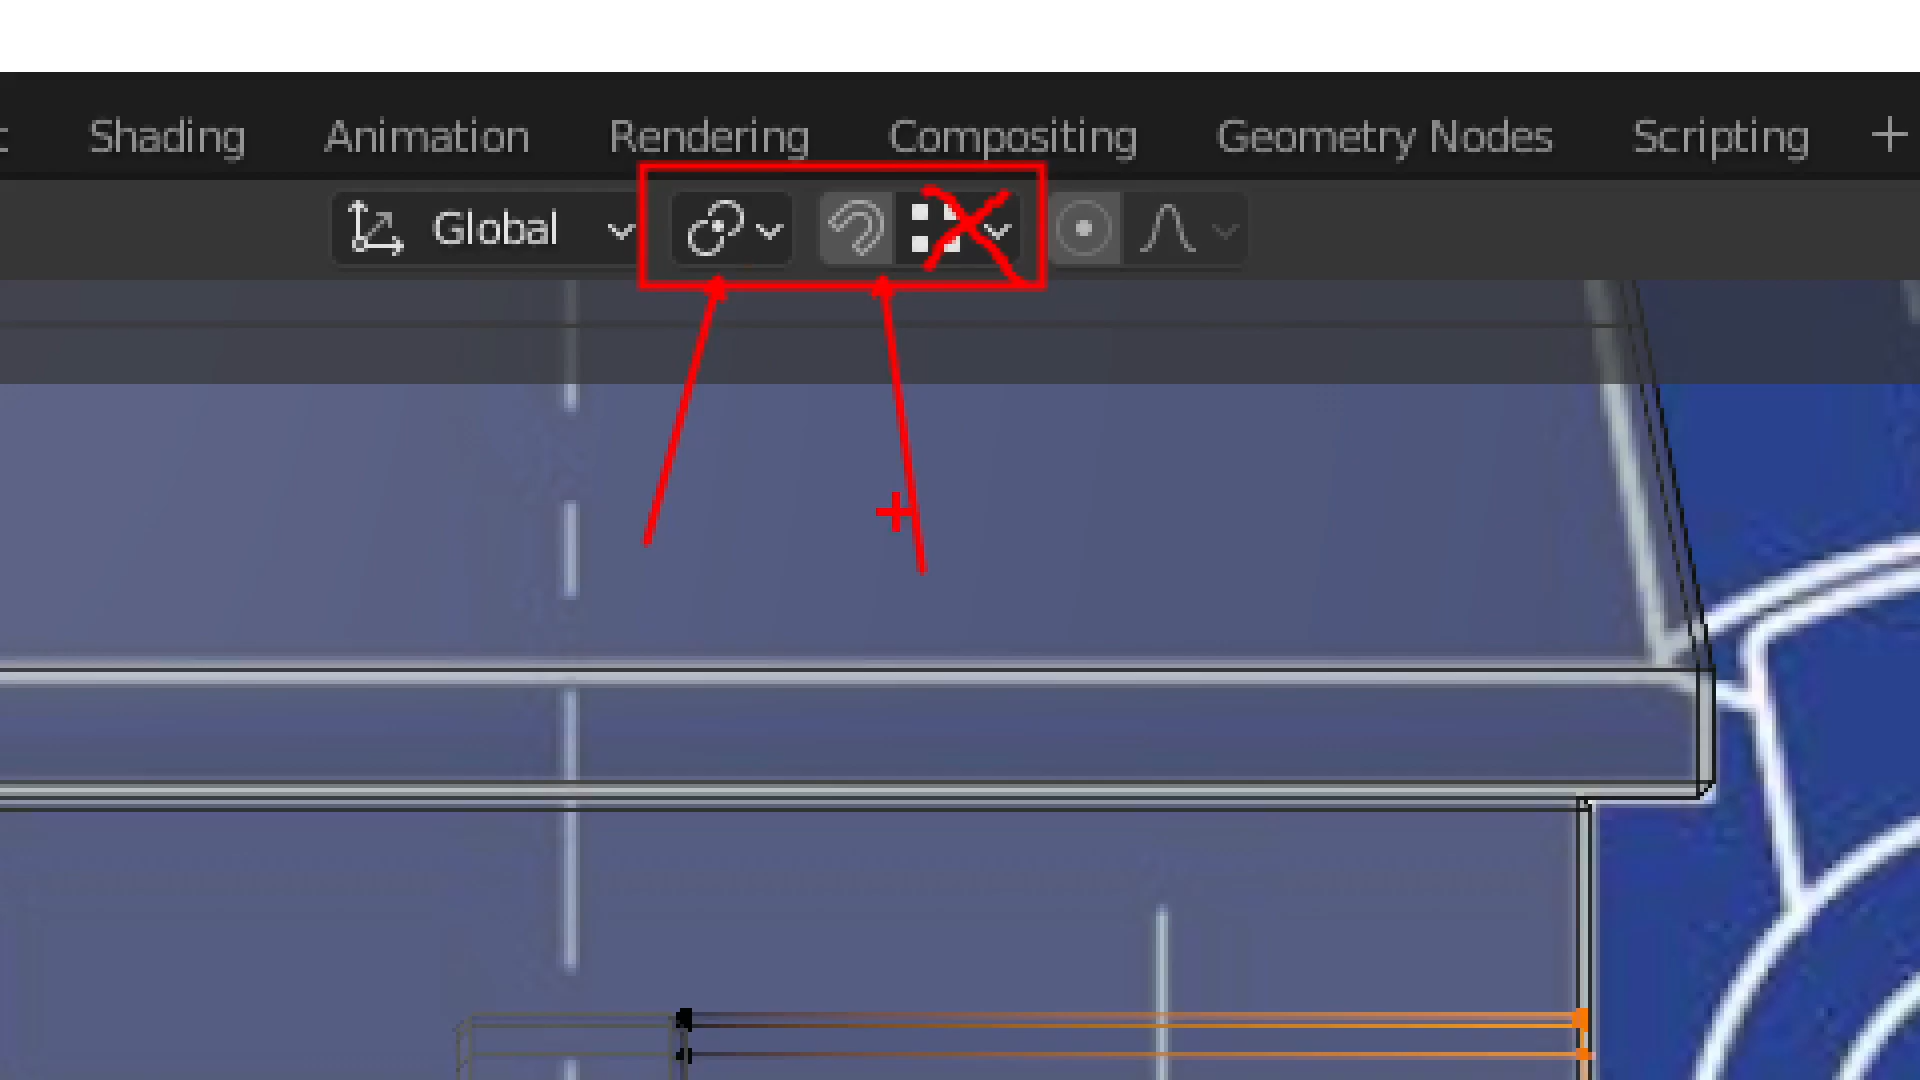 Shading Animation Rendering Compositing Geometry Nodes Scripting +
Global